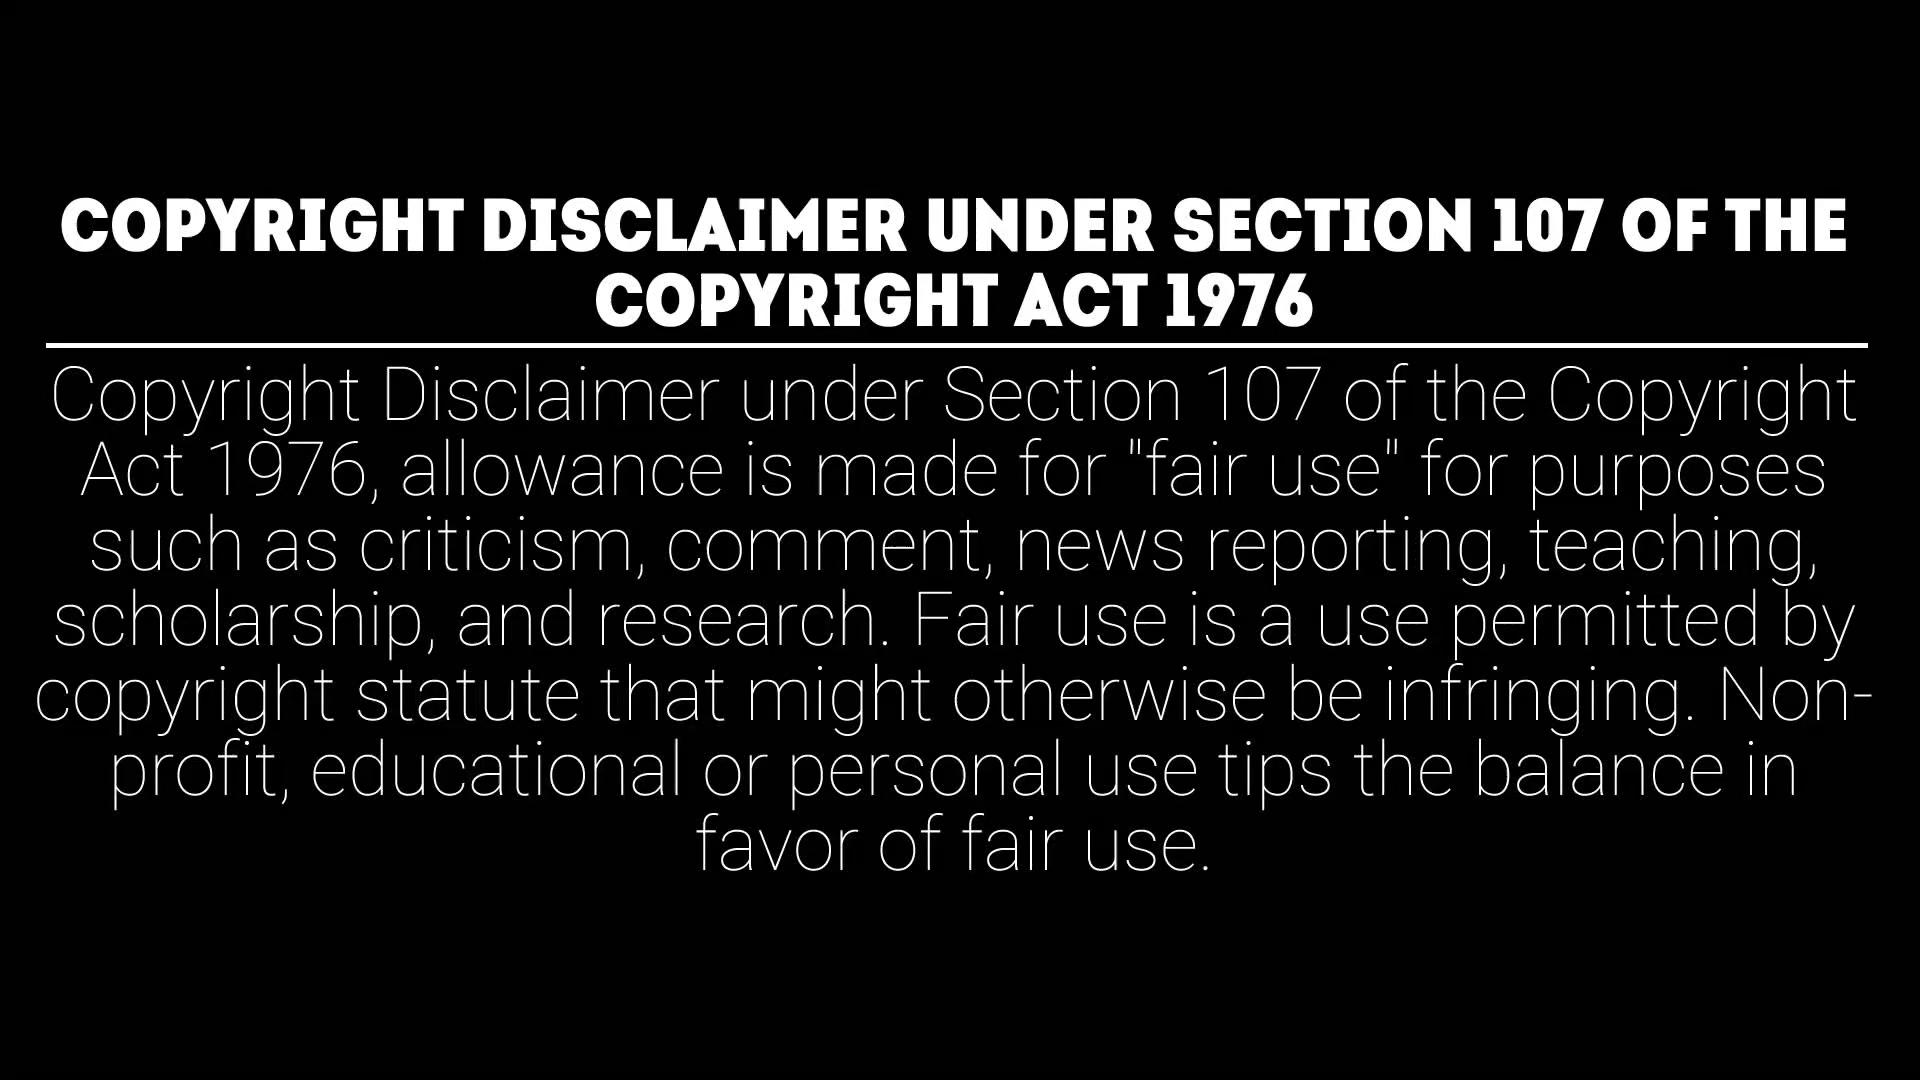 COPYRIGHT DISCLAIMER UNDER SECTION 107 OF THE
COPYRIGHT ACT 1976
Copyright Disclaimer under Section 107 of the Copyright
Act 1976, allowance is made for "fair use" for purposes
such as criticism, comment, news reporting, teaching,
scholarship, and research. Fair use is a use permitted by
copyright statute that might otherwise be infringing. Non-
profit, educational or personal use tips the balance in
favor of fair use.